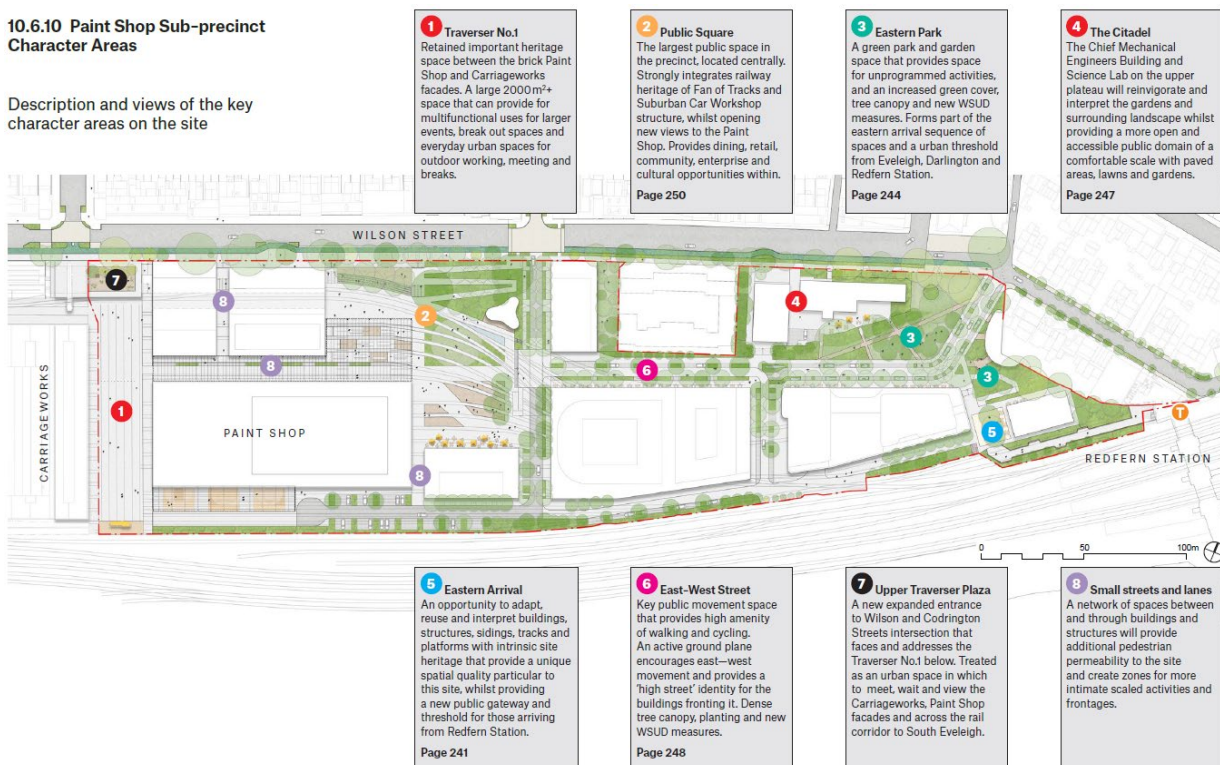 10.6.10 Paint Shop Sub-precinct
Character Areas
Description and views of the key
character areas on the site
1 Traverser No.1
Retained important heritage
space between the brick Paint
Shop and Carriageworks
facades. A large 2000m²+
space that can provide for
multifunctional uses for larger
events, break out spaces and
everyday urban spaces for
outdoor working, meeting and
breaks.
2 Public Square
The largest public space in
the precinct, located centrally.
Strongly integrates railway
heritage of Fan of Tracks and
Suburban Car Workshop
structure, whilst opening
new views to the Paint
Shop. Provides dining, retail,
community, enterprise and
cultural opportunities within.
Page 250
3 Eastern Park
A green park and garden
space that provides space
for unprogrammed activities,
and an increased green cover,
tree canopy and new WSUD
measures. Forms part of the
eastern arrival sequence of
spaces and a urban threshold
from Eveleigh, Darlington and
Redfern Station.
Page 244
4 The Citadel
The Chief Mechanical
Engineers Building and
Science Lab on the upper
plateau will reinvigorate and
interpret the gardens and
surrounding landscape whilst
providing a more open and
accessible public domain of a
comfortable scale with paved
areas, lawns and gardens.
Page 247
WILSON STREET
7
8
2
4
3
8
6
3
CARRIAGEWORKS
1
PAINT SHOP
5
T
8
REDFERN STATION
0 50 100m
5 Eastern Arrival
An opportunity to adapt,
reuse and interpret buildings,
structures, sidings, tracks and
platforms with intrinsic site
heritage that provide a unique
spatial quality particular to
this site, whilst providing
a new public gateway and
threshold for those arriving
from Redfern Station.
Page 241
6 East-West Street
Key public movement space
that provides high amenity
of walking and cycling.
An active ground plane
encourages east—west
movement and provides a
'high street' identity for the
buildings fronting it. Dense
tree canopy, planting and new
WSUD measures.
Page 248
7 Upper Traverser Plaza
A new expanded entrance
to Wilson and Codrington
Streets intersection that
faces and addresses the
Traverser No.1 below. Treated
as an urban space in which
to meet, wait and view the
Carriageworks, Paint Shop
facades and across the rail
corridor to South Eveleigh.
8 Small streets and lanes
A network of spaces between
and through buildings and
structures will provide
additional pedestrian
permeability to the site
and create zones for more
intimate scaled activities and
frontages.